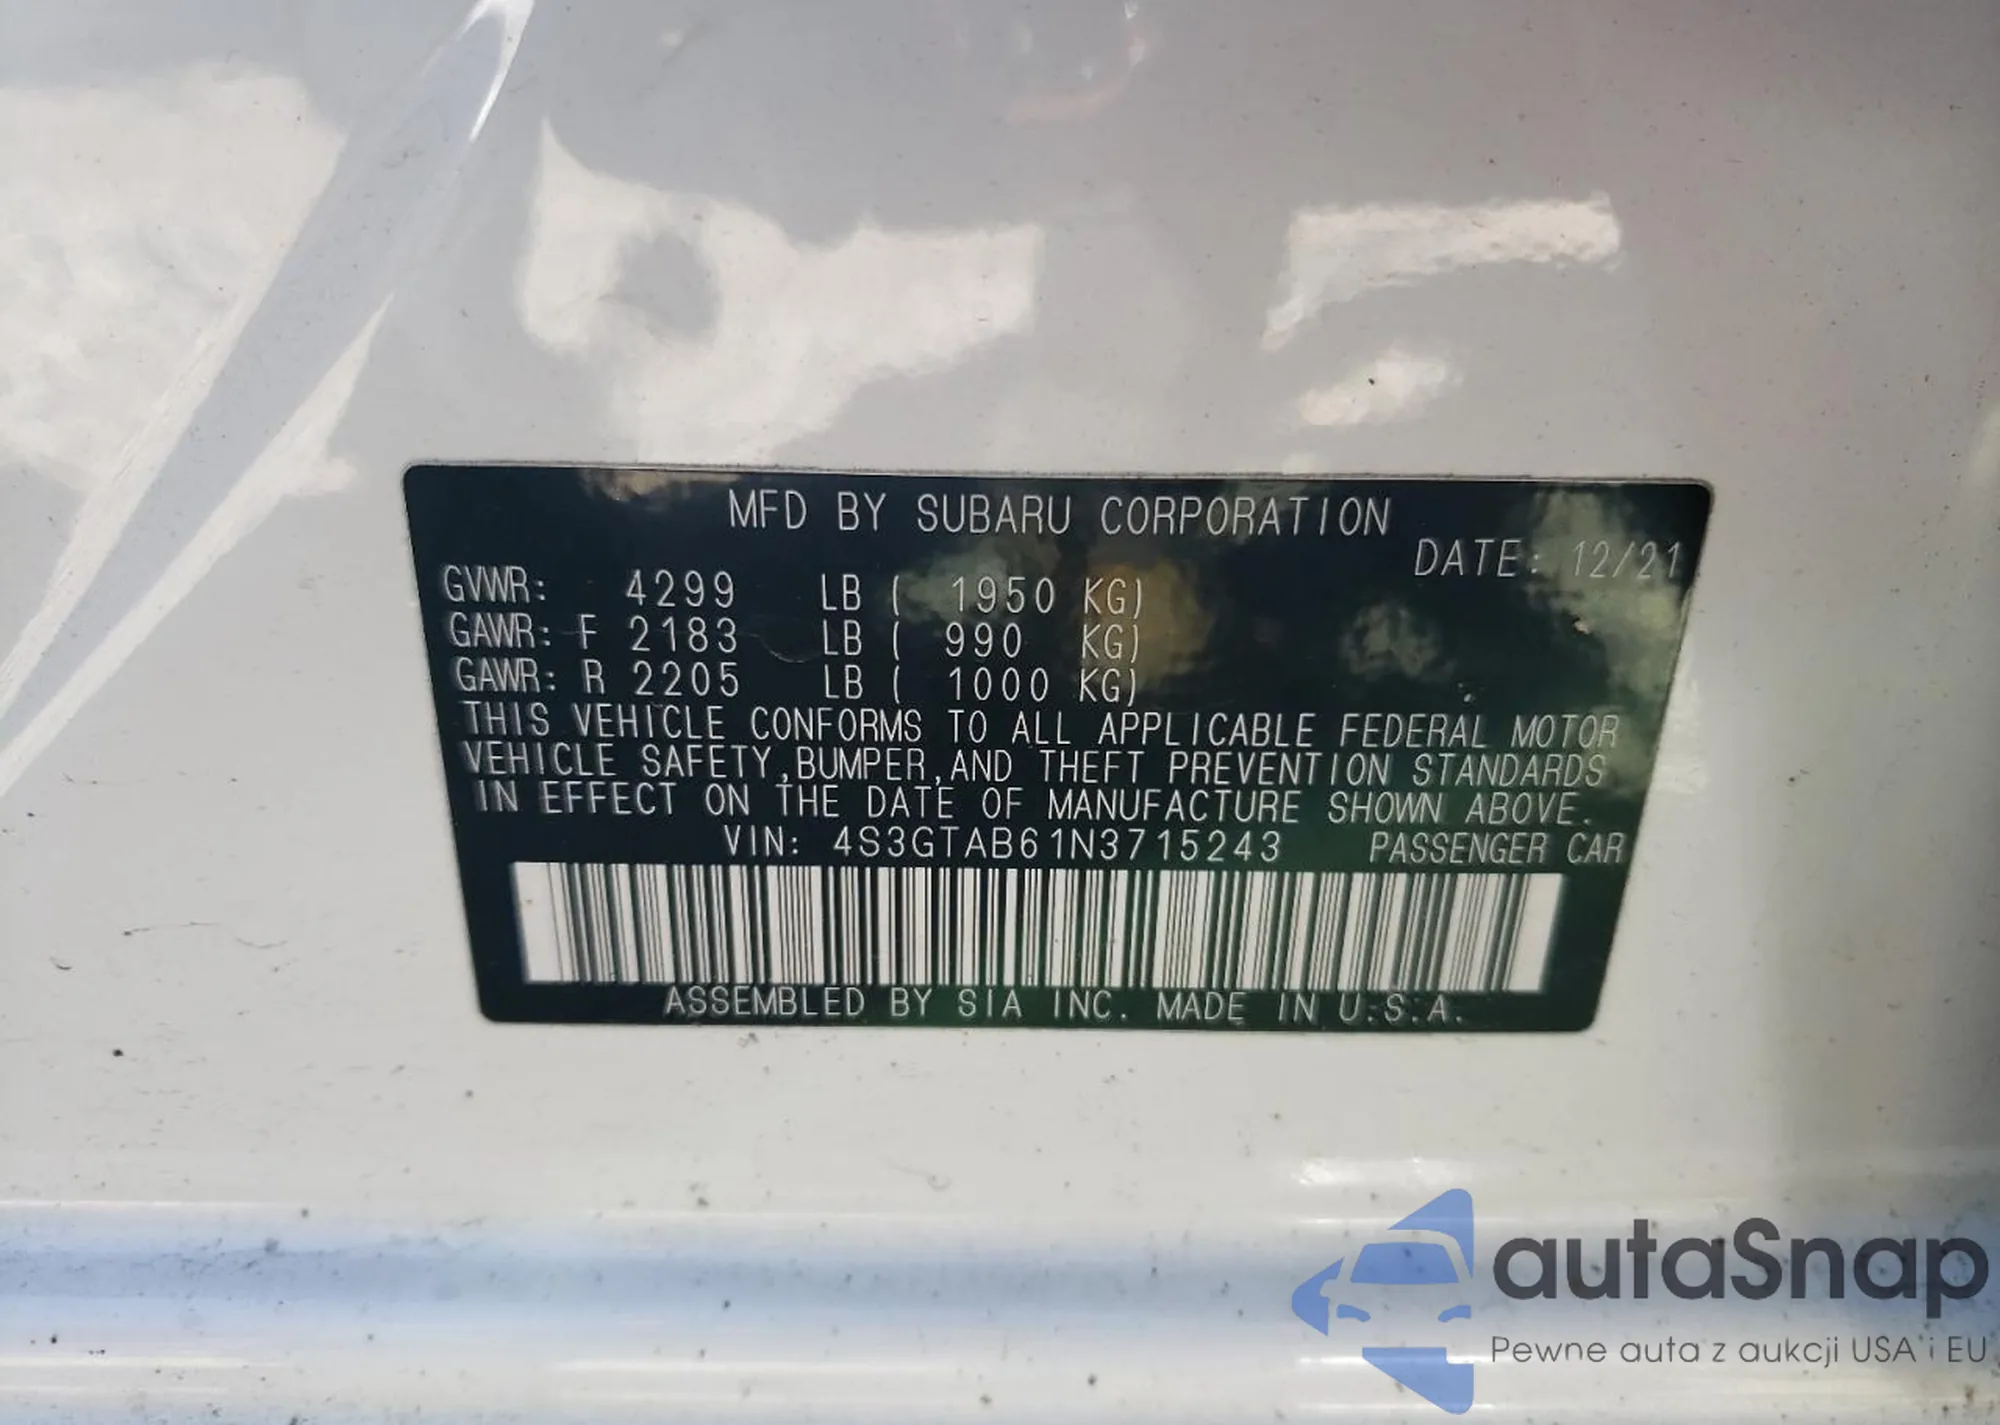 MFD BY SUBARU CORPORATION
DATE: 12/21
GVWR: 4299 LB ( 1950 KG)
GAWR: F 2183 LB ( 990 KG)
GAWR: R 2205 LB ( 1000 KG)
THIS VEHICLE CONFORMS TO ALL APPLICABLE FEDERAL MOTOR
VEHICLE SAFETY,BUMPER,AND THEFT PREVENTION STANDARDS
IN EFFECT ON THE DATE OF MANUFACTURE SHOWN ABOVE.
VIN: 4S3GTAB61N3715243 PASSENGER CAR
ASSEMBLED BY SIA INC. MADE IN U.S.A.
autaSnap
Pewne auta z aukcji USA i EU